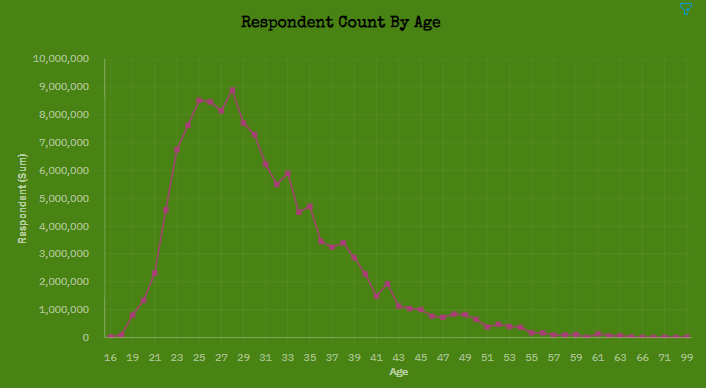 Respondent Count By Age
10,000,000
9,000,000
8,000,000
7,000,000
6,000,000
5,000,000
4,000,000
3,000,000
2,000,000
1,000,000
0
Respondent (Sum)
16 19 21 23 25 27 29 31 33 35 37 39 41 43 45 47 49 51 53 55 57 59 61 63 66 71 99
Age